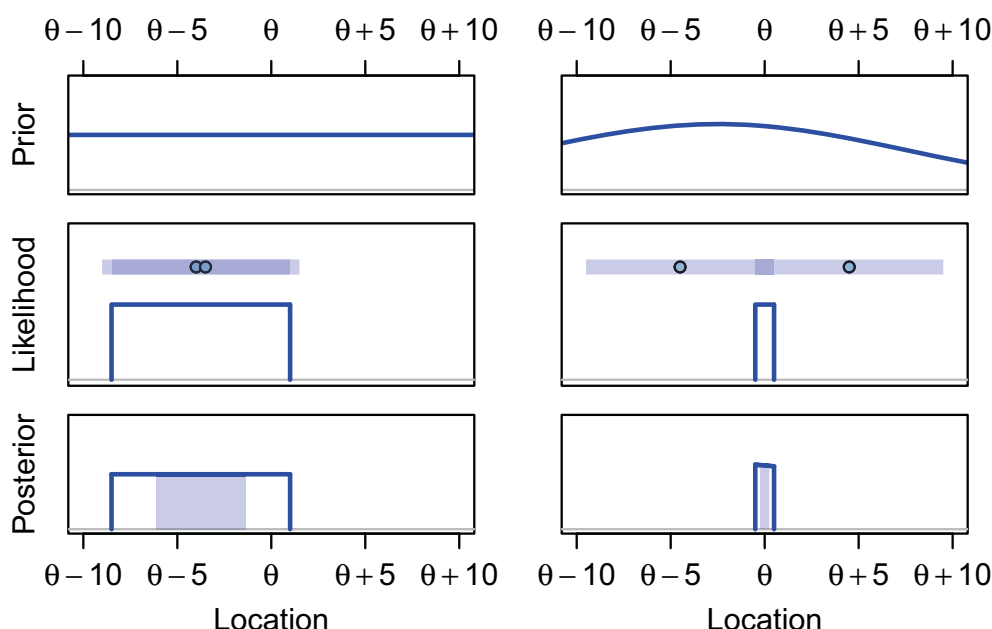 θ − 10 θ − 5 θ θ + 5 θ + 10 θ − 10 θ − 5 θ θ + 5 θ + 10
Prior
Likelihood
Posterior
θ − 10 θ − 5 θ θ + 5 θ + 10 θ − 10 θ − 5 θ θ + 5 θ + 10
Location Location